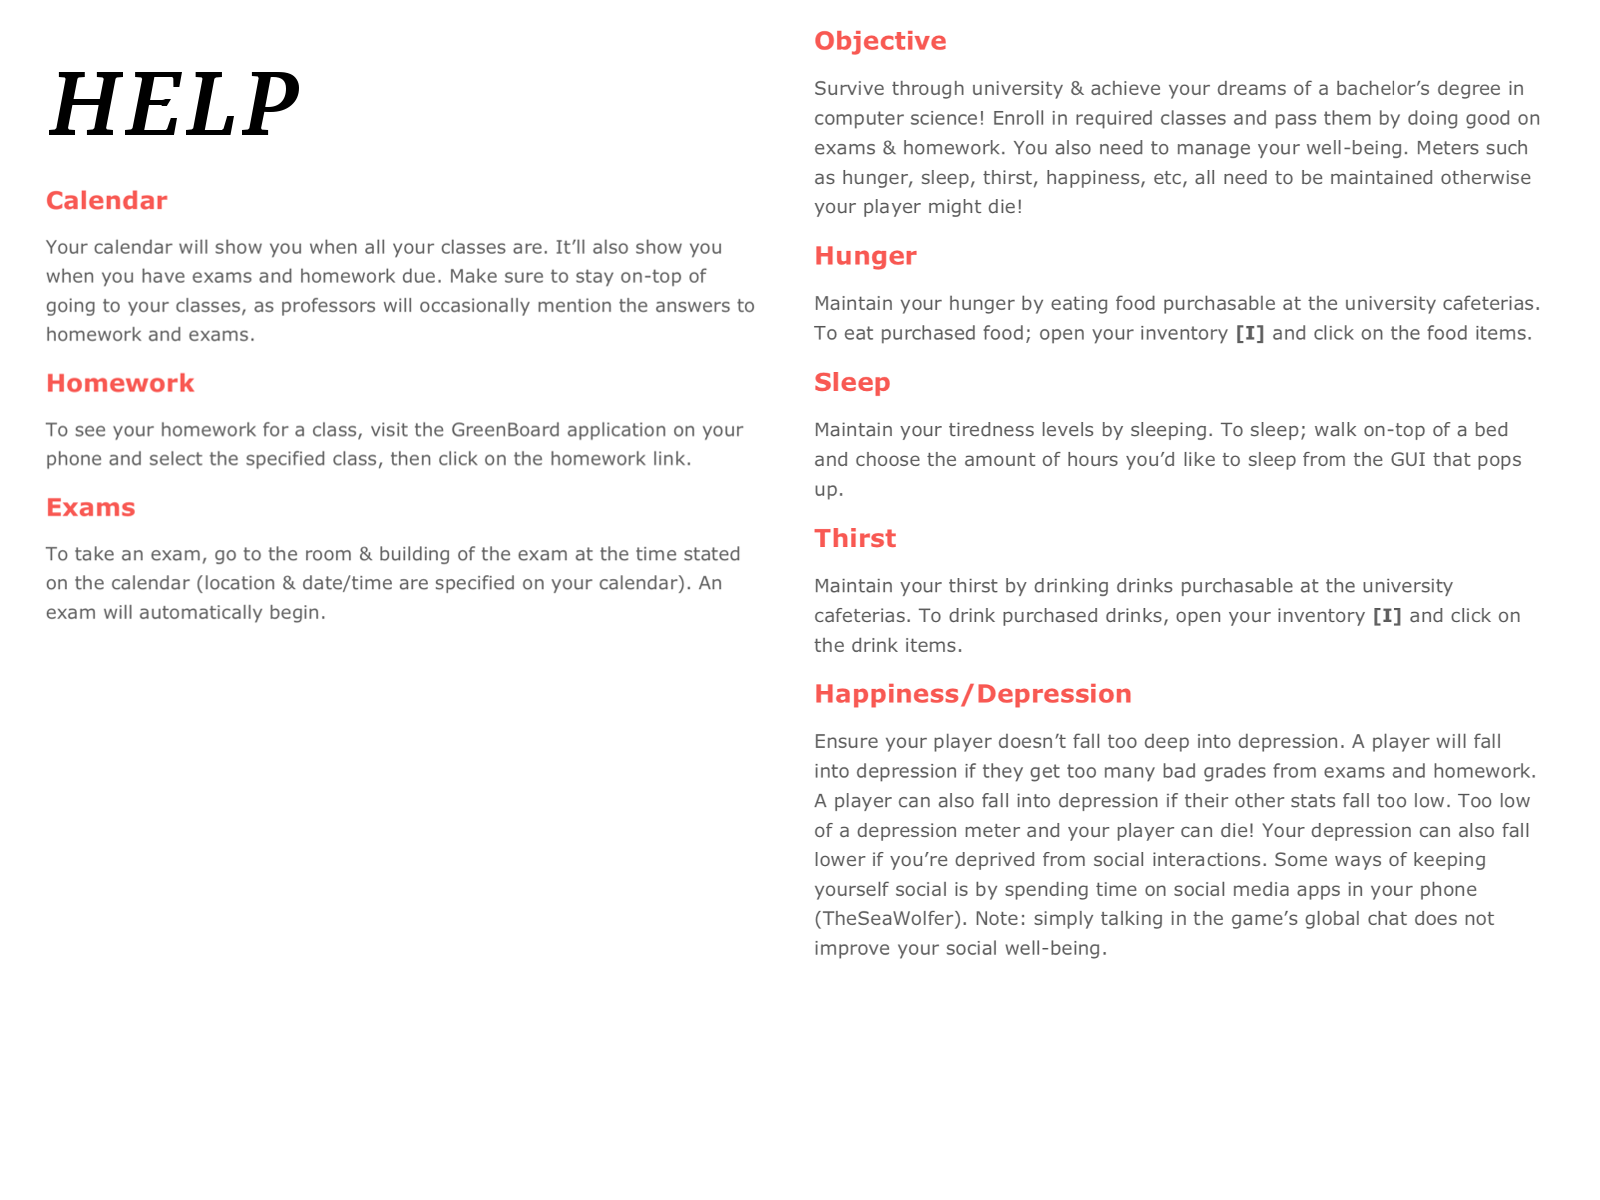 HELP
Calendar
Your calendar will show you when all your classes are. It’ll also show you
when you have exams and homework due. Make sure to stay on-top of
going to your classes, as professors will occasionally mention the answers to
homework and exams.
Homework
To see your homework for a class, visit the GreenBoard application on your
phone and select the specified class, then click on the homework link.
Exams
To take an exam, go to the room & building of the exam at the time stated
on the calendar (location & date/time are specified on your calendar). An
exam will automatically begin.
Objective
Survive through university & achieve your dreams of a bachelor’s degree in
computer science! Enroll in required classes and pass them by doing good on
exams & homework. You also need to manage your well-being. Meters such
as hunger, sleep, thirst, happiness, etc, all need to be maintained otherwise
your player might die!
Hunger
Maintain your hunger by eating food purchasable at the university cafeterias.
To eat purchased food; open your inventory [I] and click on the food items.
Sleep
Maintain your tiredness levels by sleeping. To sleep; walk on-top of a bed
and choose the amount of hours you’d like to sleep from the GUI that pops
up.
Thirst
Maintain your thirst by drinking drinks purchasable at the university
cafeterias. To drink purchased drinks, open your inventory [I] and click on
the drink items.
Happiness/Depression
Ensure your player doesn’t fall too deep into depression. A player will fall
into depression if they get too many bad grades from exams and homework.
A player can also fall into depression if their other stats fall too low. Too low
of a depression meter and your player can die! Your depression can also fall
lower if you’re deprived from social interactions. Some ways of keeping
yourself social is by spending time on social media apps in your phone
(TheSeaWolfer). Note: simply talking in the game’s global chat does not
improve your social well-being.